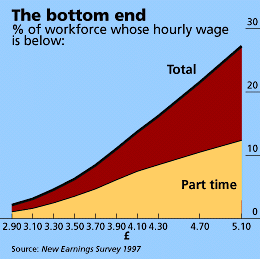 The bottom end
% of workforce whose hourly wage
is below:
30
Total
20
10
Part time
0
2.90 3.10 3.30 3.50 3.70 3.90 4.10 4.30 4.70 5.10
£
Source: New Earnings Survey 1997